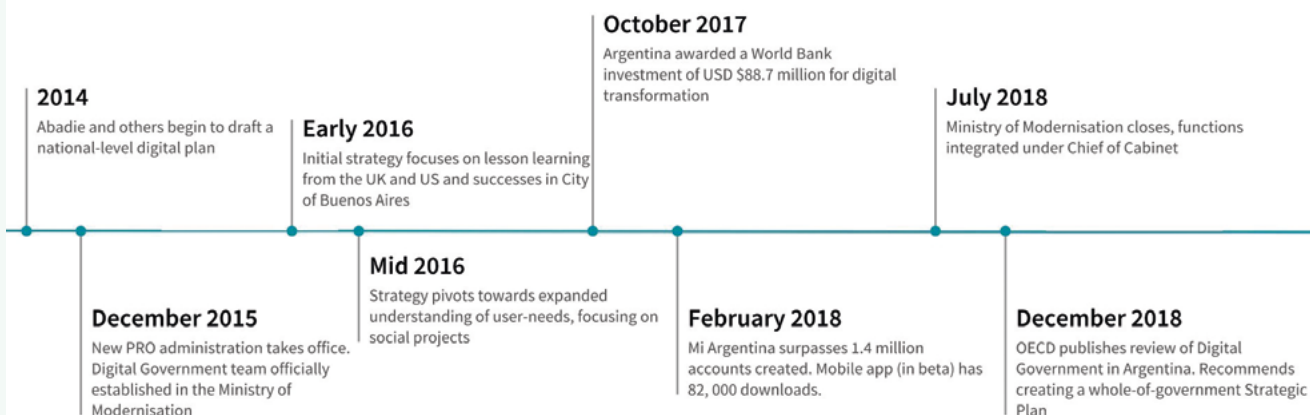 2014
Abadie and others begin to draft a
national-level digital plan
December 2015
New PRO administration takes office.
Digital Government team officially
established in the Ministry of
Modernisation
Early 2016
Initial strategy focuses on lesson learning
from the UK and US and successes in City
of Buenos Aires
Mid 2016
Strategy pivots towards expanded
understanding of user-needs, focusing on
social projects
October 2017
Argentina awarded a World Bank
investment of USD $88.7 million for digital
transformation
February 2018
Mi Argentina surpasses 1.4 million
accounts created. Mobile app (in beta) has
82, 000 downloads.
July 2018
Ministry of Modernisation closes, functions
integrated under Chief of Cabinet
December 2018
OECD publishes review of Digital
Government in Argentina. Recommends
creating a whole-of-government Strategic
Plan